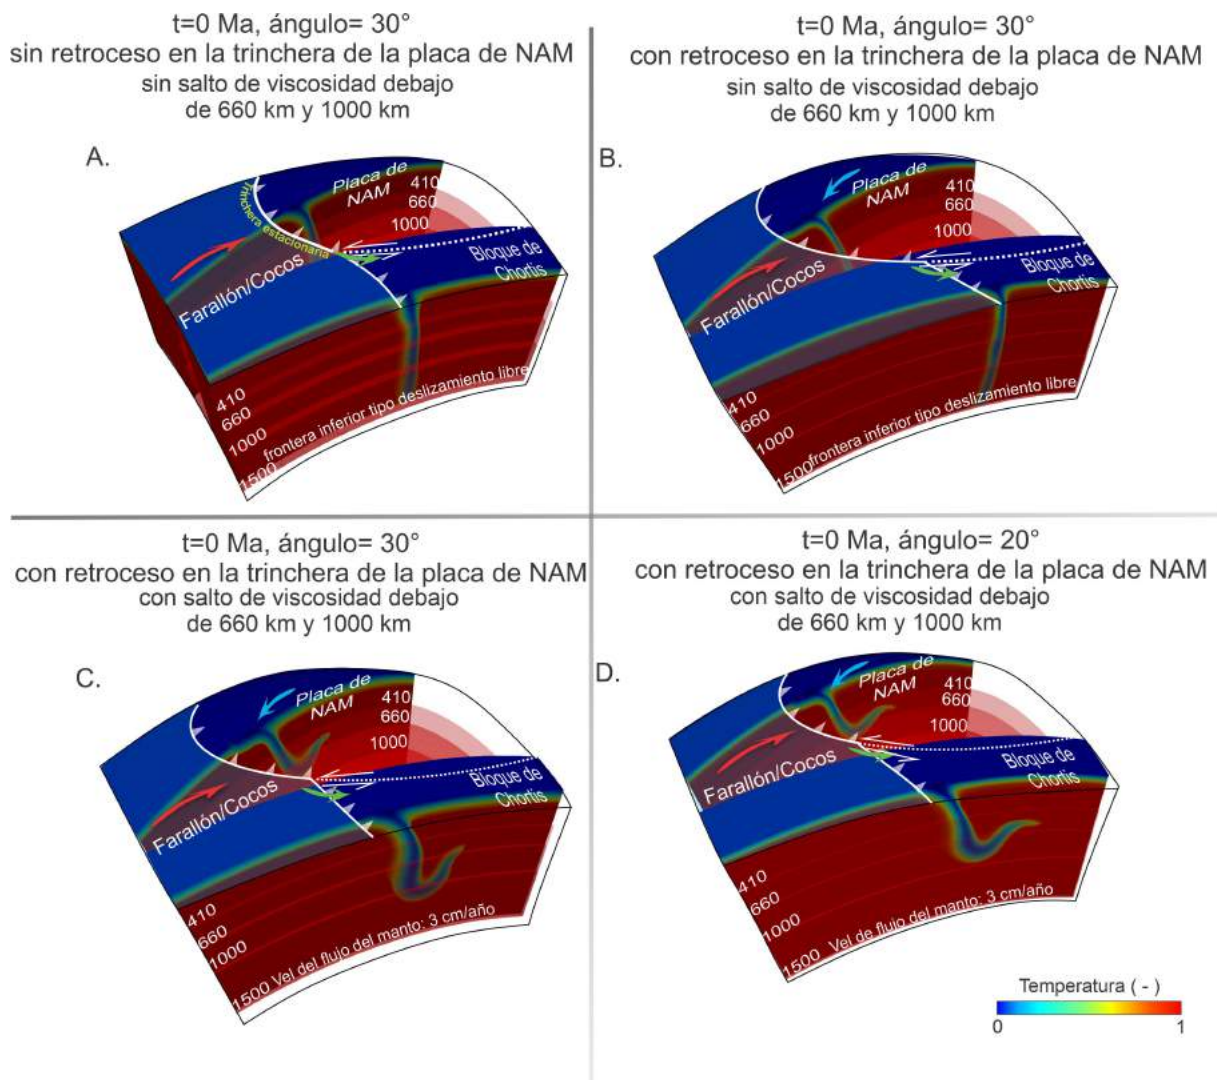 t=0 Ma, ángulo= 30°
sin retroceso en la trinchera de la placa de NAM
sin salto de viscosidad debajo
de 660 km y 1000 km
A.
Placa de
NAM
410
660
1000
Trinchera estacionaria
Farallón/Cocos
Bloque de
Chortis
410
660
1000
1500
frontera inferior tipo deslizamiento libre
t=0 Ma, ángulo= 30°
con retroceso en la trinchera de la placa de NAM
sin salto de viscosidad debajo
de 660 km y 1000 km
B.
Placa de
NAM
410
660
1000
Farallón/Cocos
Bloque de
Chortis
410
660
1000
1500
frontera inferior tipo deslizamiento libre
t=0 Ma, ángulo= 30°
con retroceso en la trinchera de la placa de NAM
con salto de viscosidad debajo
de 660 km y 1000 km
C.
Placa de
NAM
410
660
1000
Farallón/Cocos
Bloque de
Chortis
410
660
1000
1500 Vel del flujo del manto: 3 cm/año
t=0 Ma, ángulo= 20°
con retroceso en la trinchera de la placa de NAM
con salto de viscosidad debajo
de 660 km y 1000 km
D.
Placa de
NAM
410
660
1000
Farallón/Cocos
Bloque de
Chortis
410
660
1000
1500 Vel de flujo del manto: 3 cm/año
Temperatura ( - )
0
1